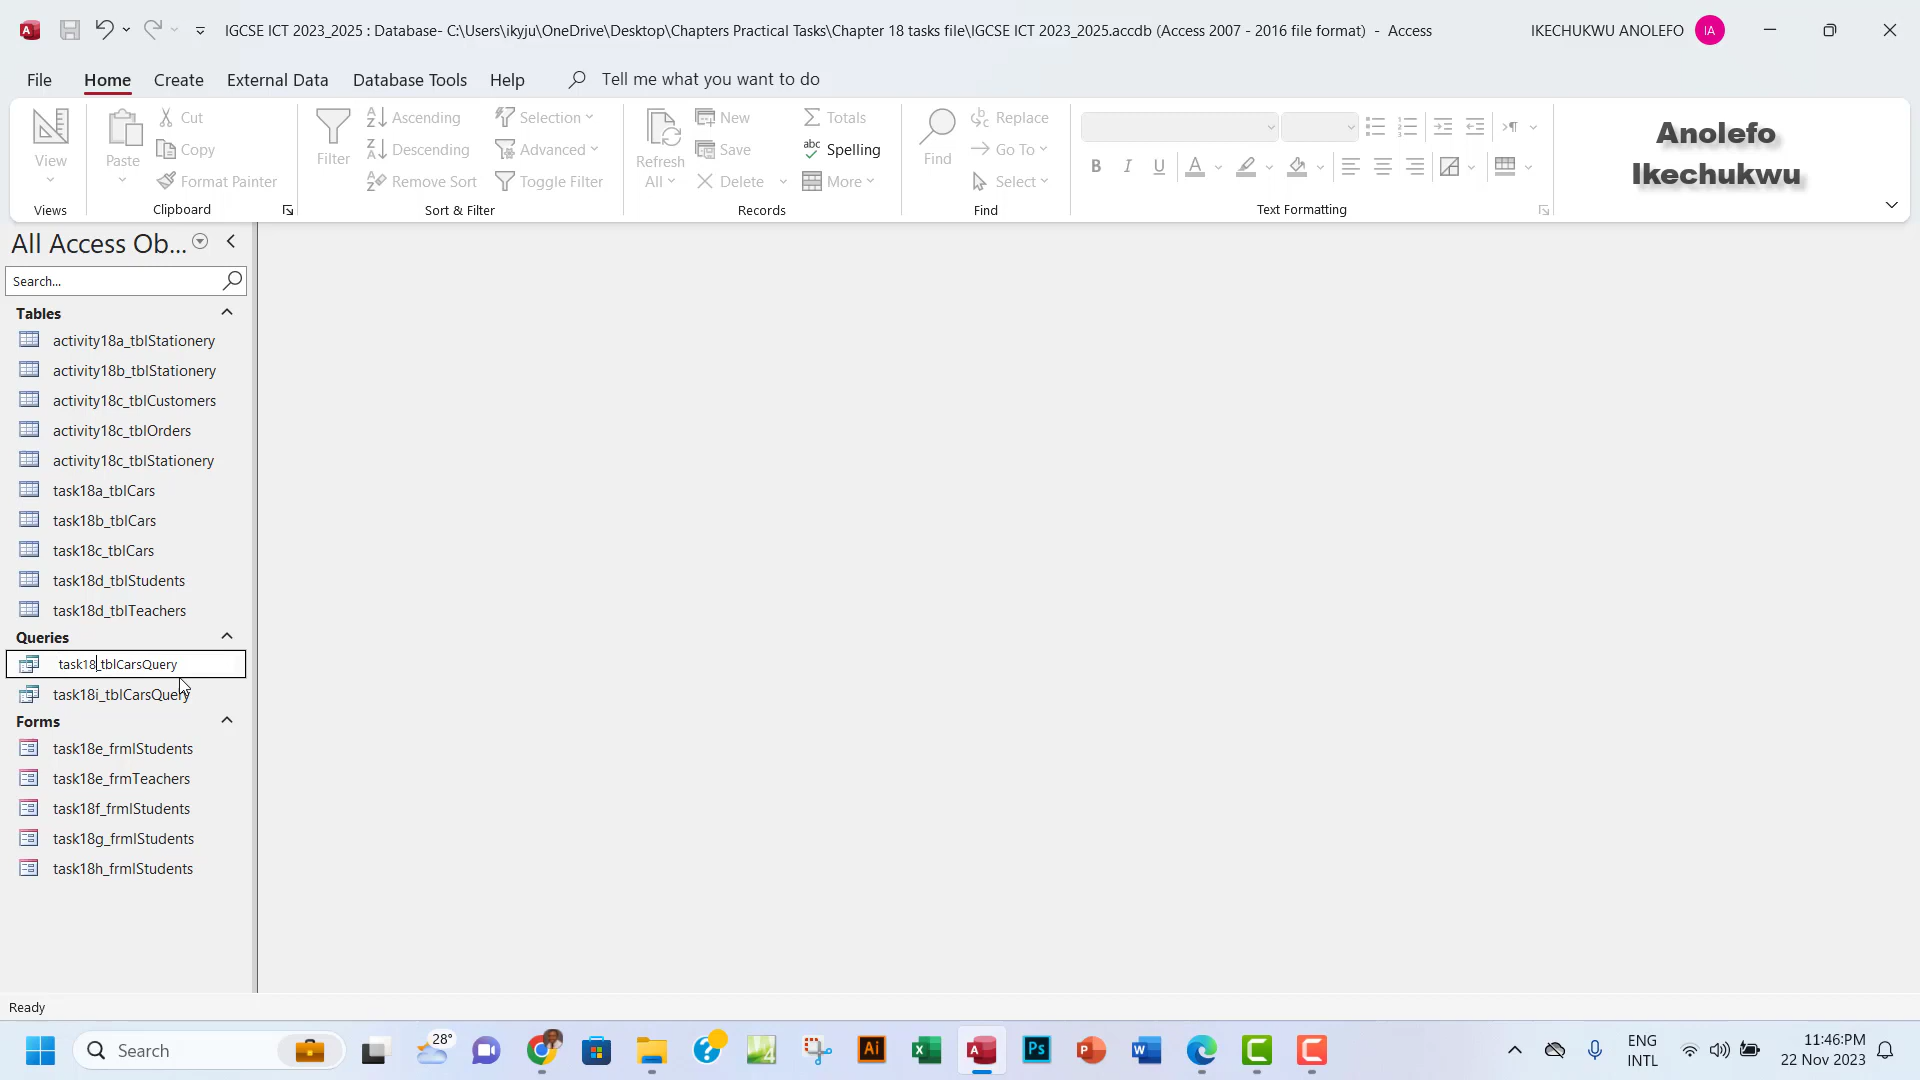 IGCSE ICT 2023_2025 : Database- C:\Users\ikyju\OneDrive\Desktop\Chapters Practical Tasks\Chapter 18 tasks file\IGCSE ICT 2023_2025.accdb (Access 2007 - 2016 file format) - Access
IKECHUKWU ANOLEFO
IA
File
Home
Create
External Data
Database Tools
Help
Tell me what you want to do
View
Views
Paste
Cut
Copy
Format Painter
Clipboard
Filter
Ascending
Descending
Remove Sort
Selection
Advanced
Toggle Filter
Sort & Filter
Refresh
All
New
Save
Delete
Totals
Spelling
More
Records
Find
Replace
Go To
Select
Find
B I U A
Text Formatting
Anolefo
Ikechukwu
All Access Ob...
Search...
Tables
activity18a_tblStationery
activity18b_tblStationery
activity18c_tblCustomers
activity18c_tblOrders
activity18c_tblStationery
task18a_tblCars
task18b_tblCars
task18c_tblCars
task18d_tblStudents
task18d_tblTeachers
Queries
task18_tblCarsQuery
task18i_tblCarsQuery
Forms
task18e_frmlStudents
task18e_frmTeachers
task18f_frmlStudents
task18g_frmlStudents
task18h_frmlStudents
Ready
Search
28°
ENG
INTL
11:46:PM
22 Nov 2023